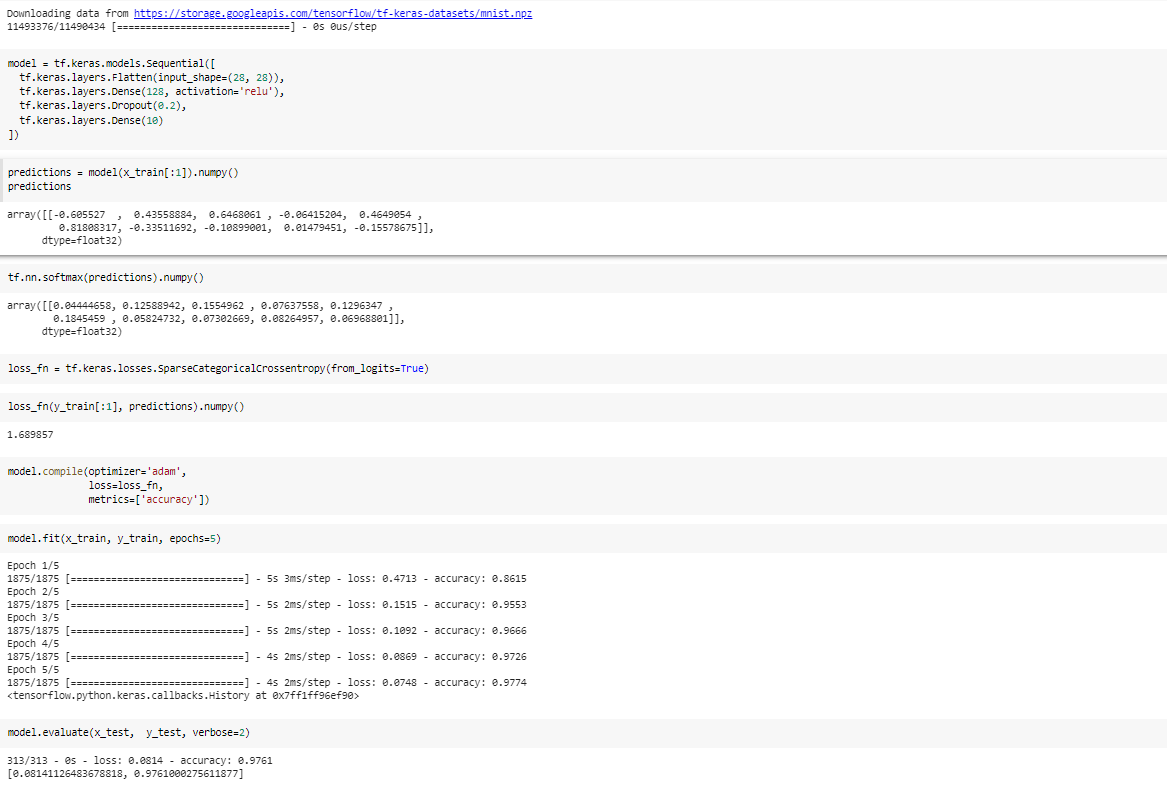 Downloading data from https://storage.googleapis.com/tensorflow/tf-keras-datasets/mnist.npz
11493376/11490434 [==============================] - 0s 0us/step
model = tf.keras.models.Sequential([
  tf.keras.layers.Flatten(input_shape=(28, 28)),
  tf.keras.layers.Dense(128, activation='relu'),
  tf.keras.layers.Dropout(0.2),
  tf.keras.layers.Dense(10)
])
predictions = model(x_train[:1]).numpy()
predictions
array([[-0.605527  ,  0.43558884,  0.6468061 , -0.06415204,  0.4649054 ,
         0.81808317, -0.33511692, -0.10899001,  0.01479451, -0.15578675]],
      dtype=float32)
tf.nn.softmax(predictions).numpy()
array([[0.04444658, 0.12588942, 0.1554962 , 0.07637558, 0.1296347 ,
        0.1845459 , 0.05824732, 0.07302669, 0.08264957, 0.06968801]],
      dtype=float32)
loss_fn = tf.keras.losses.SparseCategoricalCrossentropy(from_logits=True)
loss_fn(y_train[:1], predictions).numpy()
1.689857
model.compile(optimizer='adam',
              loss=loss_fn,
              metrics=['accuracy'])
model.fit(x_train, y_train, epochs=5)
Epoch 1/5
1875/1875 [==============================] - 5s 3ms/step - loss: 0.4713 - accuracy: 0.8615
Epoch 2/5
1875/1875 [==============================] - 5s 2ms/step - loss: 0.1515 - accuracy: 0.9553
Epoch 3/5
1875/1875 [==============================] - 5s 2ms/step - loss: 0.1092 - accuracy: 0.9666
Epoch 4/5
1875/1875 [==============================] - 4s 2ms/step - loss: 0.0869 - accuracy: 0.9726
Epoch 5/5
1875/1875 [==============================] - 4s 2ms/step - loss: 0.0748 - accuracy: 0.9774
<tensorflow.python.keras.callbacks.History at 0x7ff1ff96ef90>
model.evaluate(x_test,  y_test, verbose=2)
313/313 - 0s - loss: 0.0814 - accuracy: 0.9761
[0.08141126483678818, 0.9761000275611877]